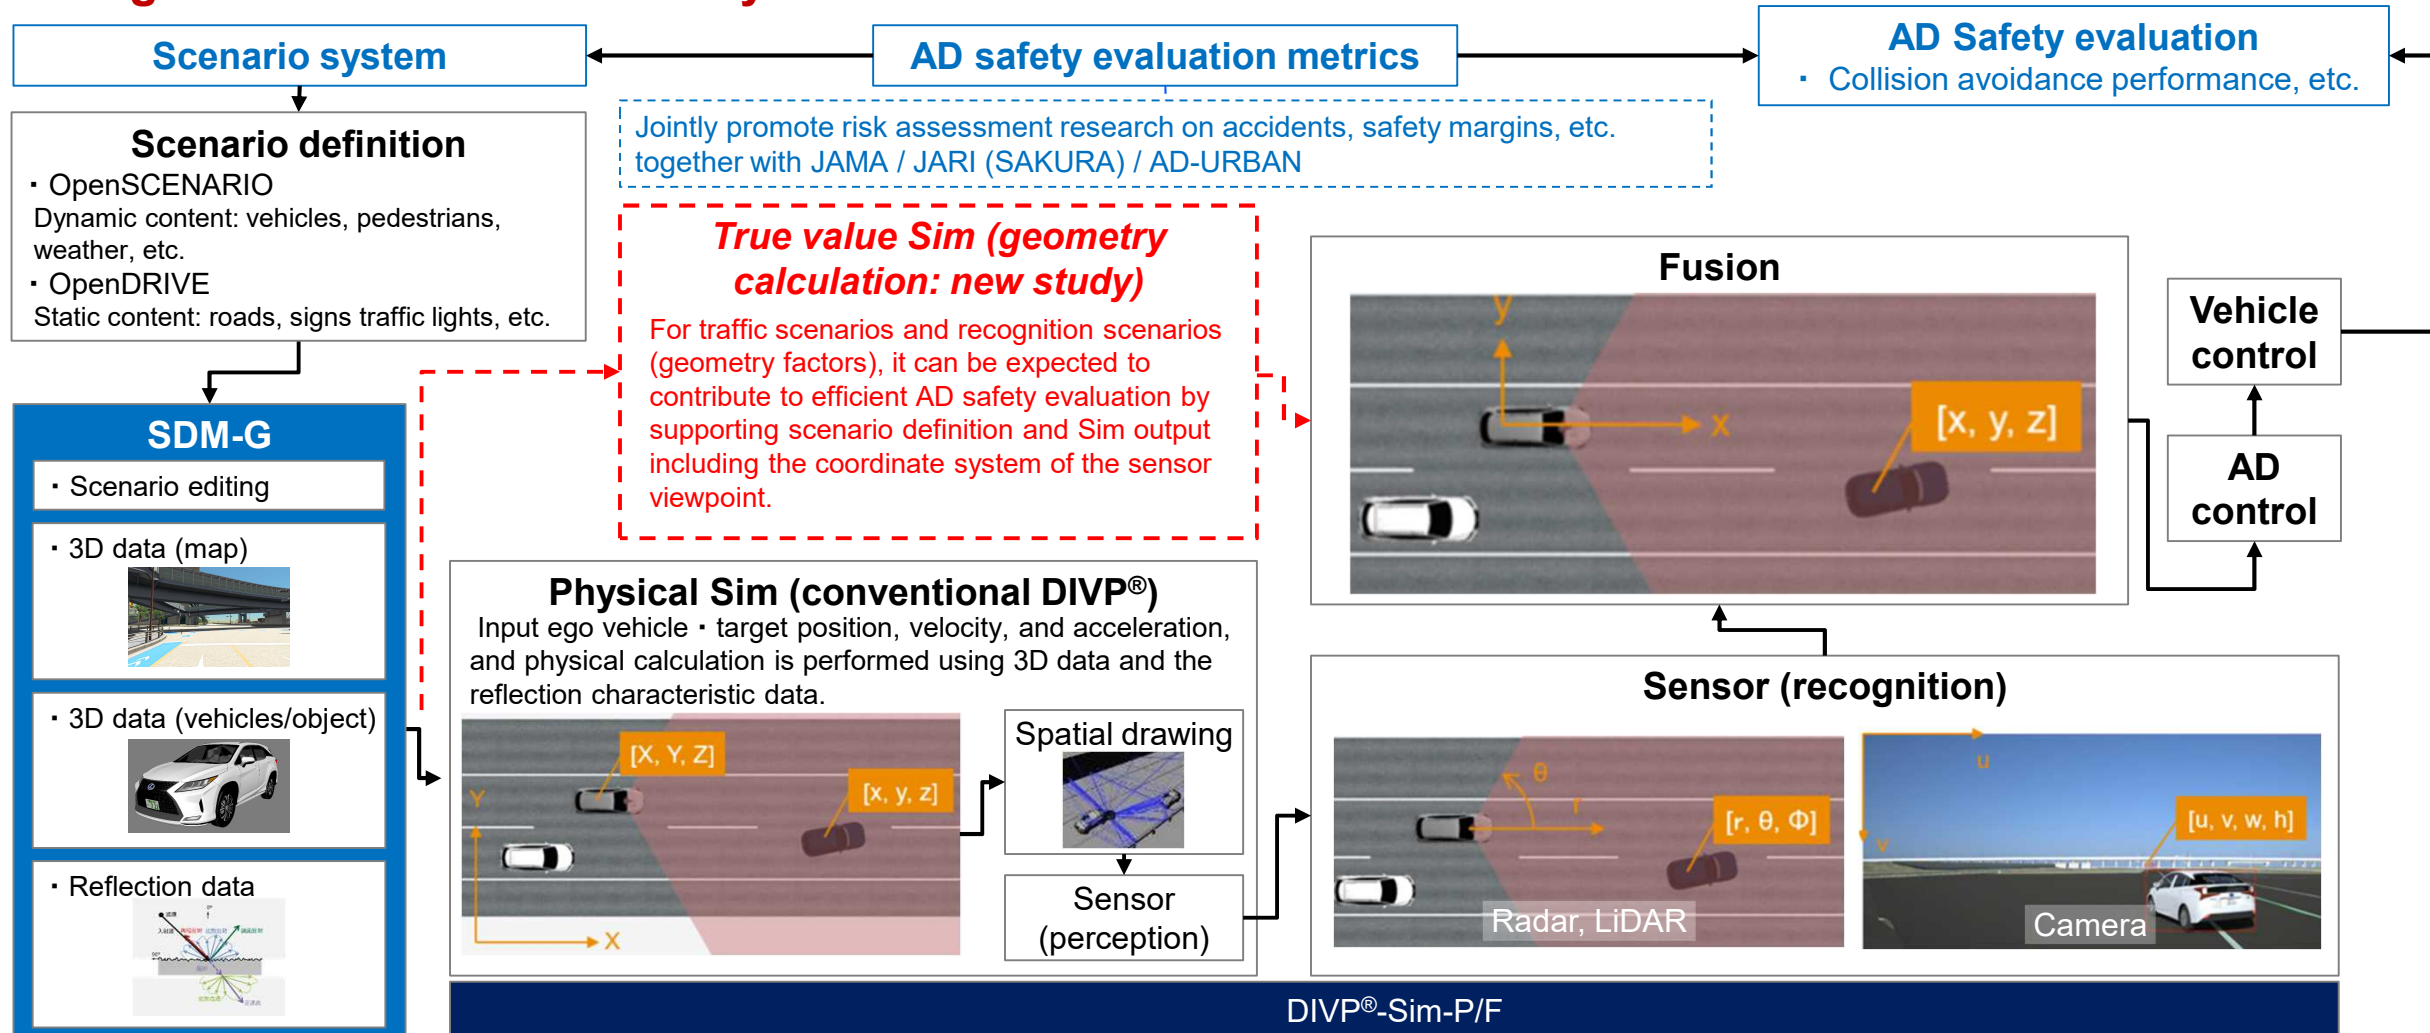 Scenario system
AD safety evaluation metrics
AD Safety evaluation
・ Collision avoidance performance, etc.
Jointly promote risk assessment research on accidents, safety margins, etc.
together with JAMA / JARI (SAKURA) / AD-URBAN
Scenario definition
・OpenSCENARIO
Dynamic content: vehicles, pedestrians,
weather, etc.
・OpenDRIVE
Static content: roads, signs traffic lights, etc.
True value Sim (geometry
calculation: new study)
For traffic scenarios and recognition scenarios
(geometry factors), it can be expected to
contribute to efficient AD safety evaluation by
supporting scenario definition and Sim output
including the coordinate system of the sensor
viewpoint.
Fusion
y
x
[x, y, z]
Vehicle
control
AD
control
SDM-G
・Scenario editing
・3D data (map)
・3D data (vehicles/object)
・Reflection data
Physical Sim (conventional DIVP®)
Input ego vehicle・target position, velocity, and acceleration,
and physical calculation is performed using 3D data and the
reflection characteristic data.
[X, Y, Z]
[x, y, z]
Y
X
Spatial drawing
Sensor
(perception)
Sensor (recognition)
θ
r
[r, θ, Φ]
Radar, LiDAR
u
v
[u, v, w, h]
Camera
DIVP®-Sim-P/F